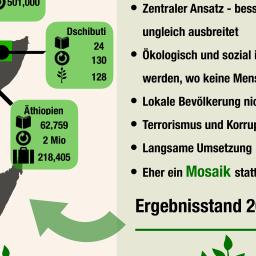 501,000
Dschibuti
24
130
128
Äthiopien
62,759
2 Mio
218,405
• Zentraler Ansatz - bess
ungleich ausbreitet
• Ökologisch und sozial i
werden, wo keine Mens
• Lokale Bevölkerung nic
• Terrorismus und Korrup
• Langsame Umsetzung
• Eher ein Mosaik statt
Ergebnisstand 2